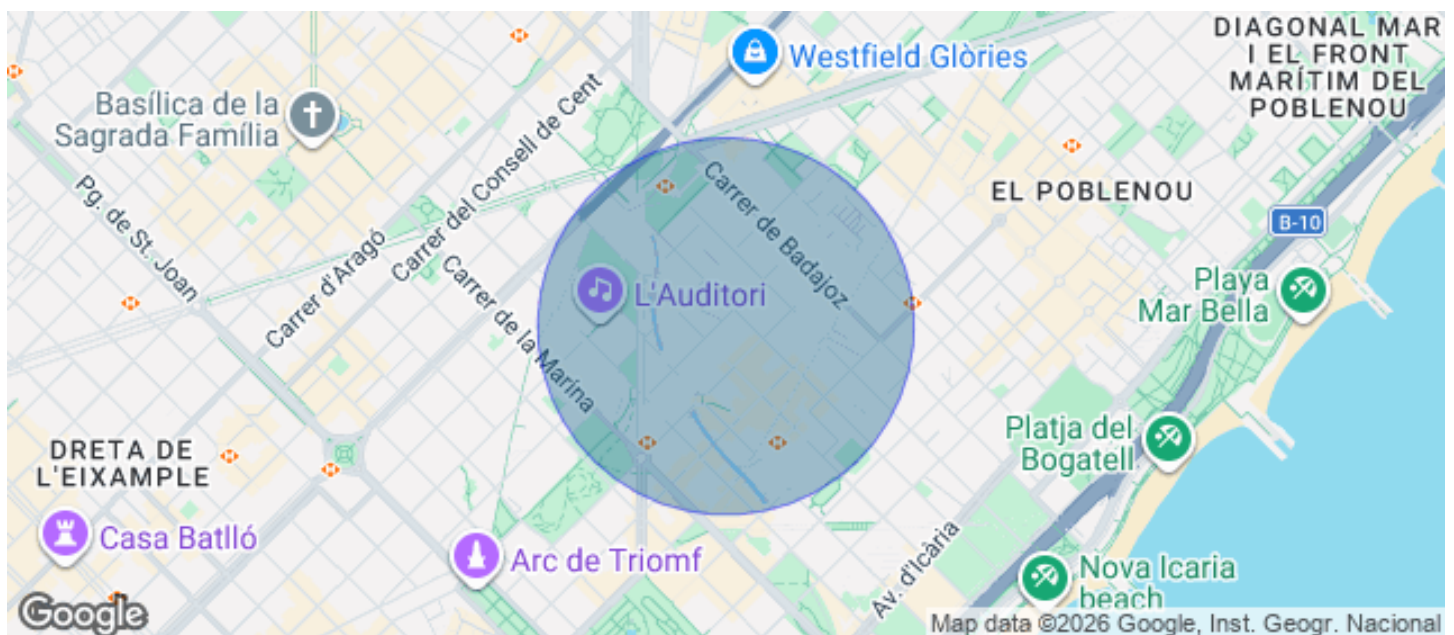 DIAGONAL MAR
I EL FRONT
MARÍTIM DEL
POBLENOU
Westfield Glòries
Basílica de la
Sagrada Família
Carrer del Consell de Cent
Pg. de St. Joan
Carrer d'Aragó
Carrer de Badajoz
EL POBLENOU
B-10
Carrer de la Marina
L'Auditori
Playa
Mar Bella
DRETA DE
L'EIXAMPLE
Platja del
Bogatell
Casa Batlló
Arc de Triomf
Av. d'Icària
Nova Icaria
beach
Google
Map data ©2026 Google, Inst. Geogr. Nacional